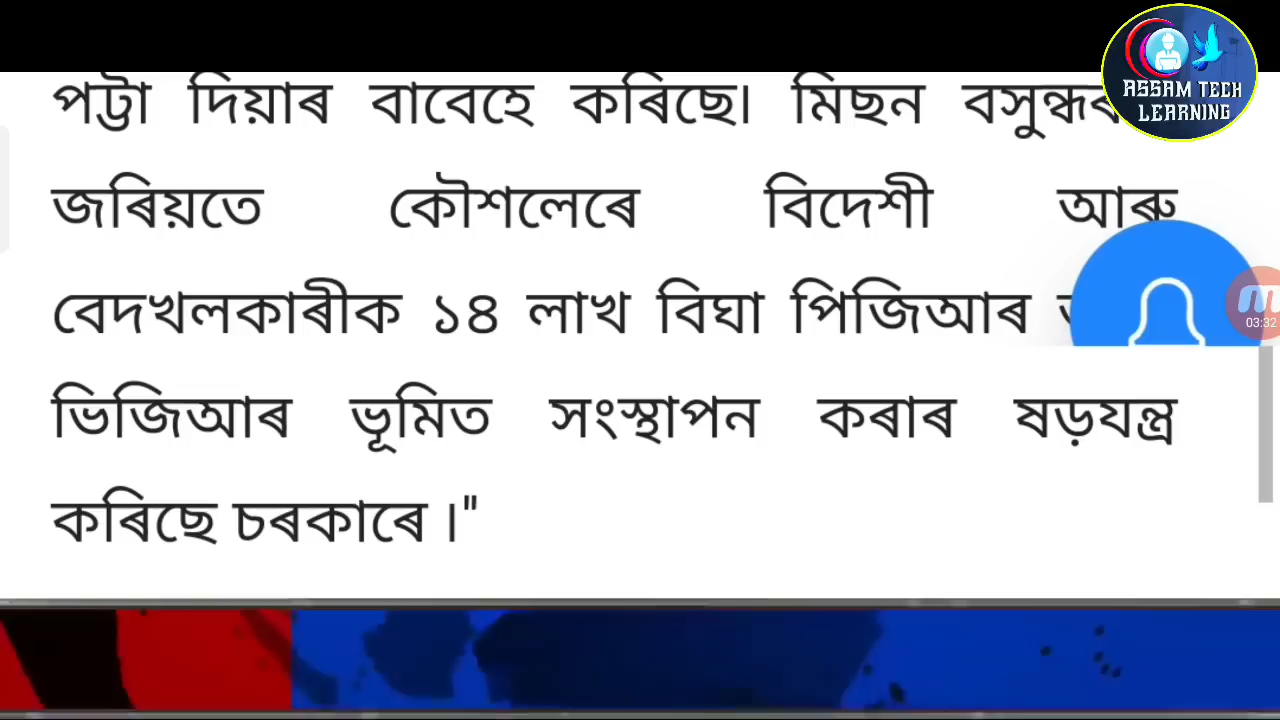 পট্টা দিয়াৰ বাবেহে কৰিছে। মিছন
জৰিয়তে কৌশলেৰে বিদেশী আৰু
বেদখলকাৰীক ১৪ লাখ বিঘা পিজিআৰ
ভিজিআৰ ভূমিত সংস্থাপন কৰাৰ ষড়যন্ত্ৰ
কৰিছে চৰকাৰে ।"
ASSAM TECH
LEARNING
03:32